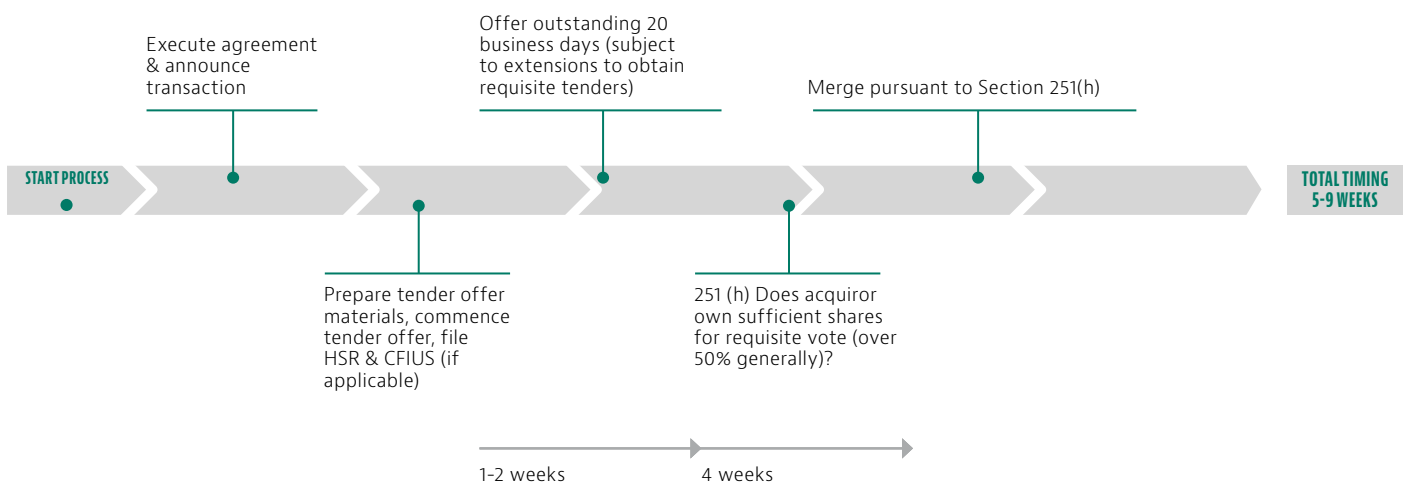 Execute agreement
& announce
transaction
Offer outstanding 20
business days (subject
to extensions to obtain
requisite tenders)
Merge pursuant to Section 251(h)
START PROCESS
TOTAL TIMING
5-9 WEEKS
Prepare tender offer
materials, commence
tender offer, file
HSR & CFIUS (if
applicable)
251 (h) Does acquiror
own sufficient shares
for requisite vote (over
50% generally)?
1-2 weeks
4 weeks